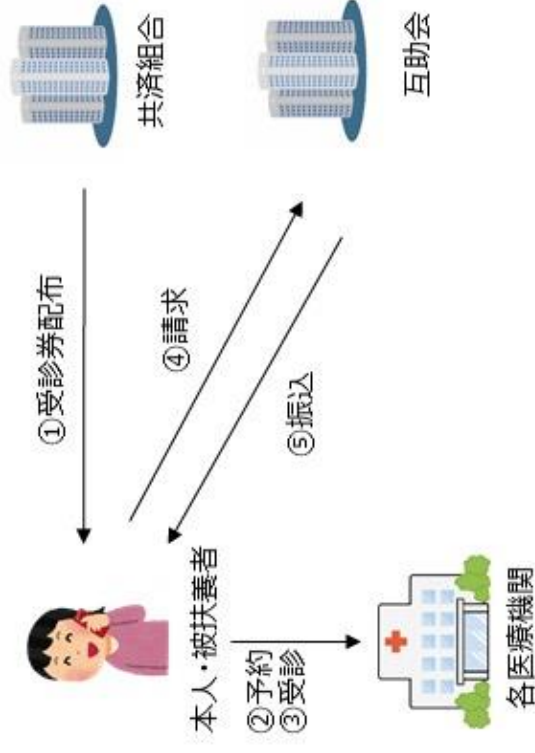 共済組合
①受診券配布
互助会
④請求
⑤振込
本人・被扶養者
②予約
③受診
各医療機関